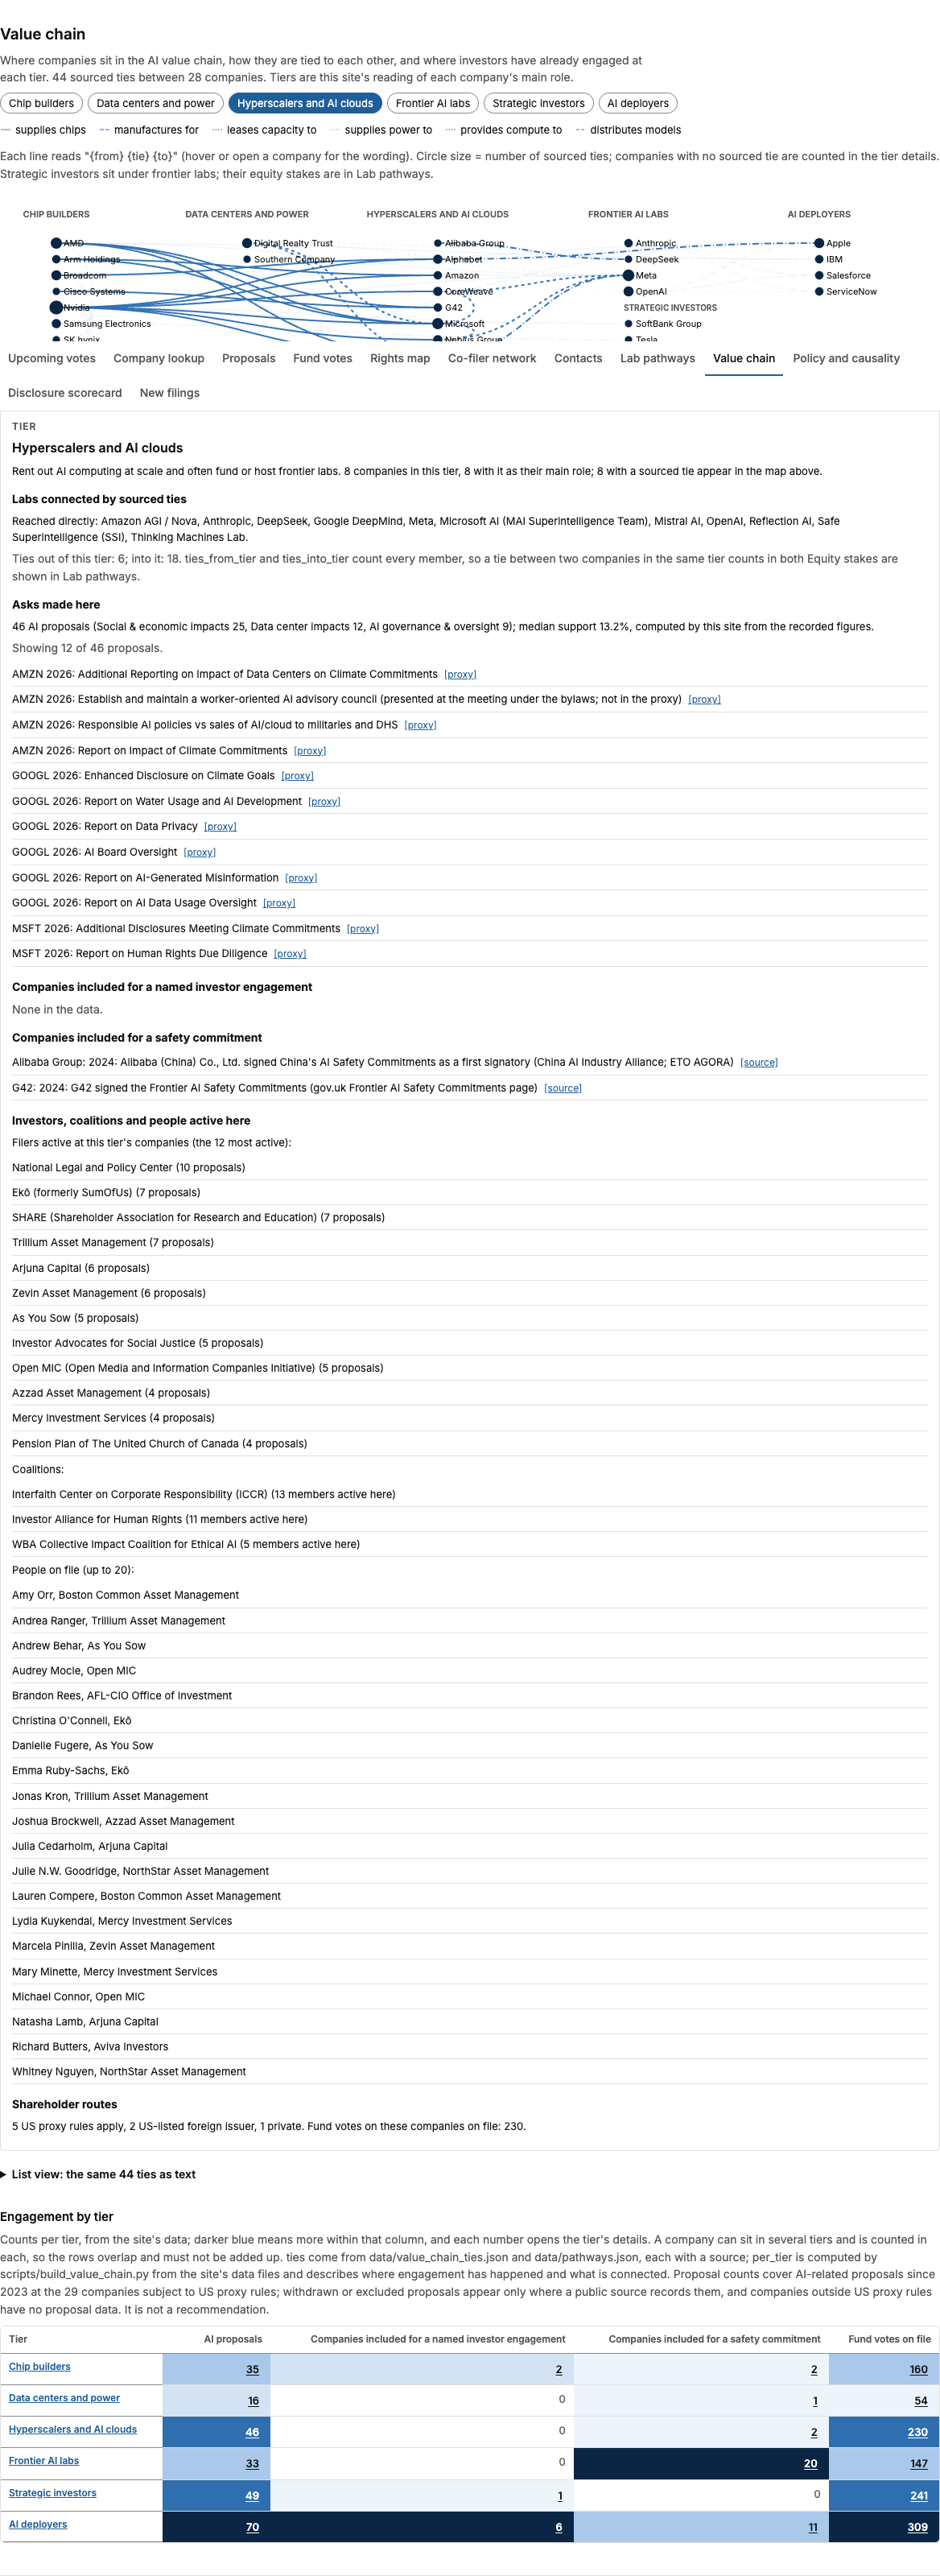 Value chain
Where companies sit in the AI value chain, how they are tied to each other, and where investors have already engaged at
each tier. 44 sourced ties between 28 companies. Tiers are this site's reading of each company's main role.
Chip builders
Data centers and power
Hyperscalers and AI clouds
Frontier AI labs
Strategic investors
AI deployers
supplies chips
manufactures for
leases capacity to
supplies power to
provides compute to
distributes models
Each line reads "{from} {tie} {to}" (hover or open a company for the wording). Circle size = number of sourced ties; companies with no sourced tie are counted in the tier details.
Strategic investors sit under frontier labs; their equity stakes are in Lab pathways.
CHIP BUILDERS
DATA CENTERS AND POWER
HYPERSCALERS AND AI CLOUDS
FRONTIER AI LABS
AI DEPLOYERS
AMD
Digital Realty Trust
Alibaba Group
Anthropic
Apple
Arm Holdings
Southern Company
Alphabet
DeepSeek
IBM
Broadcom
Amazon
Meta
Salesforce
Cisco Systems
CoreWeave
OpenAI
ServiceNow
Nvidia
G42
STRATEGIC INVESTORS
Samsung Electronics
Microsoft
SoftBank Group
SK hynix
Nebius Group
Tesla
Upcoming votes
Company lookup
Proposals
Fund votes
Rights map
Co-filer network
Contacts
Lab pathways
Value chain
Policy and causality
Disclosure scorecard
New filings
TIER
Hyperscalers and AI clouds
Rent out AI computing at scale and often fund or host frontier labs. 8 companies in this tier, 8 with it as their main role; 8 with a sourced tie appear in the map above.
Labs connected by sourced ties
Reached directly: Amazon AGI / Nova, Anthropic, DeepSeek, Google DeepMind, Meta, Microsoft AI (MAI Superintelligence Team), Mistral AI, OpenAI, Reflection AI, Safe
Superintelligence (SSI), Thinking Machines Lab.
Ties out of this tier: 6; into it: 18. ties_from_tier and ties_into_tier count every member, so a tie between two companies in the same tier counts in both Equity stakes are
shown in Lab pathways.
Asks made here
46 AI proposals (Social & economic impacts 25, Data center impacts 12, AI governance & oversight 9); median support 13.2%, computed by this site from the recorded figures.
Showing 12 of 46 proposals.
AMZN 2026: Additional Reporting on Impact of Data Centers on Climate Commitments [proxy]
AMZN 2026: Establish and maintain a worker-oriented AI advisory council (presented at the meeting under the bylaws; not in the proxy) [proxy]
AMZN 2026: Responsible AI policies vs sales of AI/cloud to militaries and DHS [proxy]
AMZN 2026: Report on Impact of Climate Commitments [proxy]
GOOGL 2026: Enhanced Disclosure on Climate Goals [proxy]
GOOGL 2026: Report on Water Usage and AI Development [proxy]
GOOGL 2026: Report on Data Privacy [proxy]
GOOGL 2026: AI Board Oversight [proxy]
GOOGL 2026: Report on AI-Generated Misinformation [proxy]
GOOGL 2026: Report on AI Data Usage Oversight [proxy]
MSFT 2026: Additional Disclosures Meeting Climate Commitments [proxy]
MSFT 2026: Report on Human Rights Due Diligence [proxy]
Companies included for a named investor engagement
None in the data.
Companies included for a safety commitment
Alibaba Group: 2024: Alibaba (China) Co., Ltd. signed China's AI Safety Commitments as a first signatory (China AI Industry Alliance; ETO AGORA) [source]
G42: 2024: G42 signed the Frontier AI Safety Commitments (gov.uk Frontier AI Safety Commitments page) [source]
Investors, coalitions and people active here
Filers active at this tier's companies (the 12 most active):
National Legal and Policy Center (10 proposals)
Ekō (formerly SumOfUs) (7 proposals)
SHARE (Shareholder Association for Research and Education) (7 proposals)
Trillium Asset Management (7 proposals)
Arjuna Capital (6 proposals)
Zevin Asset Management (6 proposals)
As You Sow (5 proposals)
Investor Advocates for Social Justice (5 proposals)
Open MIC (Open Media and Information Companies Initiative) (5 proposals)
Azzad Asset Management (4 proposals)
Mercy Investment Services (4 proposals)
Pension Plan of The United Church of Canada (4 proposals)
Coalitions:
Interfaith Center on Corporate Responsibility (ICCR) (13 members active here)
Investor Alliance for Human Rights (11 members active here)
WBA Collective Impact Coalition for Ethical AI (5 members active here)
People on file (up to 20):
Amy Orr, Boston Common Asset Management
Andrea Ranger, Trillium Asset Management
Andrew Behar, As You Sow
Audrey Mocle, Open MIC
Brandon Rees, AFL-CIO Office of Investment
Christina O'Connell, Ekō
Danielle Fugere, As You Sow
Emma Ruby-Sachs, Ekō
Jonas Kron, Trillium Asset Management
Joshua Brockwell, Azzad Asset Management
Julia Cedarholm, Arjuna Capital
Julie N.W. Goodridge, NorthStar Asset Management
Lauren Compere, Boston Common Asset Management
Lydia Kuykendal, Mercy Investment Services
Marcela Pinilla, Zevin Asset Management
Mary Minette, Mercy Investment Services
Michael Connor, Open MIC
Natasha Lamb, Arjuna Capital
Richard Butters, Aviva Investors
Whitney Nguyen, NorthStar Asset Management
Shareholder routes
5 US proxy rules apply, 2 US-listed foreign issuer, 1 private. Fund votes on these companies on file: 230.
List view: the same 44 ties as text
Engagement by tier
Counts per tier, from the site's data; darker blue means more within that column, and each number opens the tier's details. A company can sit in several tiers and is counted in
each, so the rows overlap and must not be added up. ties come from data/value_chain_ties.json and data/pathways.json, each with a source; per_tier is computed by
scripts/build_value_chain.py from the site's data files and describes where engagement has happened and what is connected. Proposal counts cover AI-related proposals since
2023 at the 29 companies subject to US proxy rules; withdrawn or excluded proposals appear only where a public source records them, and companies outside US proxy rules
have no proposal data. It is not a recommendation.
Tier AI proposals Companies included for a named investor engagement Companies included for a safety commitment Fund votes on file
Chip builders 35 2 2 160
Data centers and power 16 0 1 54
Hyperscalers and AI clouds 46 0 2 230
Frontier AI labs 33 0 20 147
Strategic investors 49 1 0 241
AI deployers 70 6 11 309